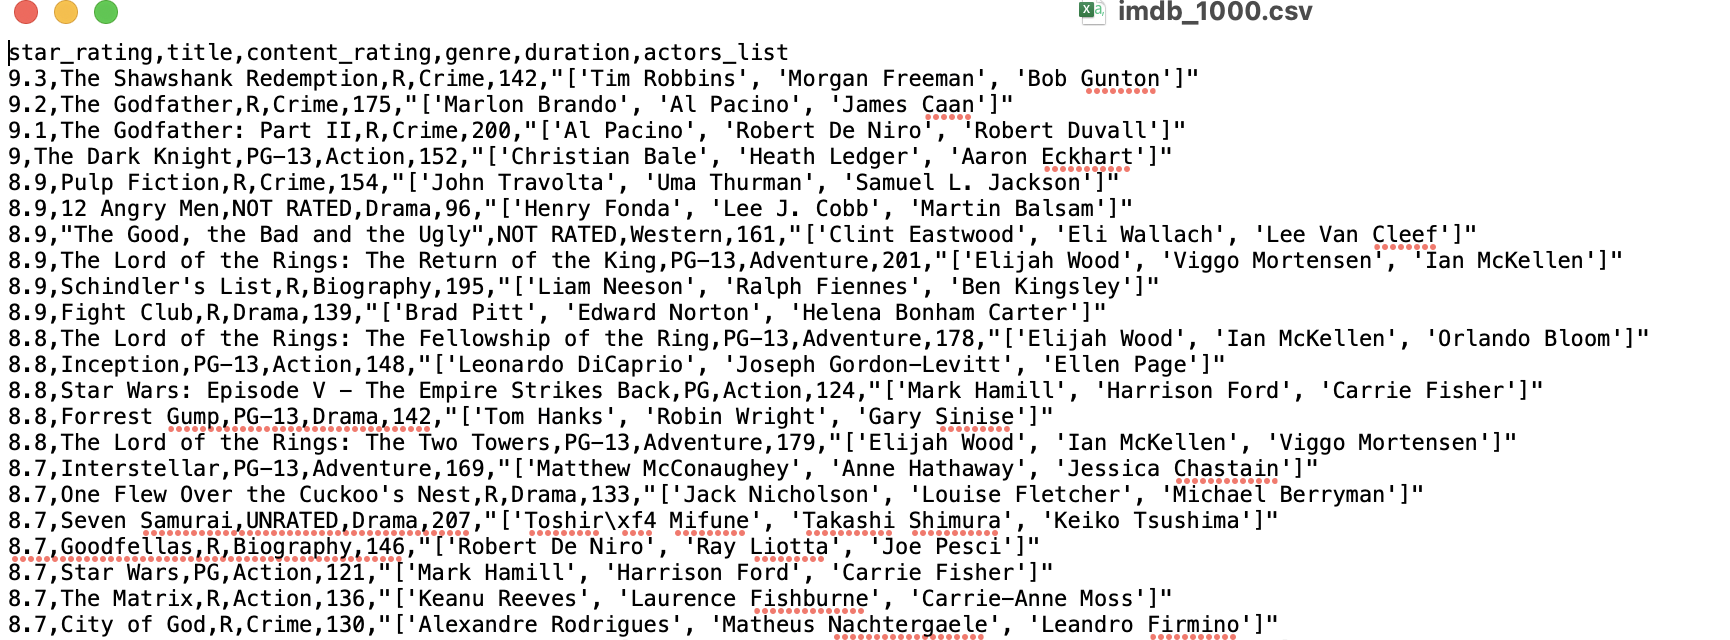 imdb_1000.csv
star_rating,title,content_rating,genre,duration,actors_list
9.3,The Shawshank Redemption,R,Crime,142,"['Tim Robbins', 'Morgan Freeman', 'Bob Gunton']"
9.2,The Godfather,R,Crime,175,"['Marlon Brando', 'Al Pacino', 'James Caan']"
9.1,The Godfather: Part II,R,Crime,200,"['Al Pacino', 'Robert De Niro', 'Robert Duvall']"
9,The Dark Knight,PG-13,Action,152,"['Christian Bale', 'Heath Ledger', 'Aaron Eckhart']"
8.9,Pulp Fiction,R,Crime,154,"['John Travolta', 'Uma Thurman', 'Samuel L. Jackson']"
8.9,12 Angry Men,NOT RATED,Drama,96,"['Henry Fonda', 'Lee J. Cobb', 'Martin Balsam']"
8.9,"The Good, the Bad and the Ugly",NOT RATED,Western,161,"['Clint Eastwood', 'Eli Wallach', 'Lee Van Cleef']"
8.9,The Lord of the Rings: The Return of the King,PG-13,Adventure,201,"['Elijah Wood', 'Viggo Mortensen', 'Ian McKellen']"
8.9,Schindler's List,R,Biography,195,"['Liam Neeson', 'Ralph Fiennes', 'Ben Kingsley']"
8.9,Fight Club,R,Drama,139,"['Brad Pitt', 'Edward Norton', 'Helena Bonham Carter']"
8.8,The Lord of the Rings: The Fellowship of the Ring,PG-13,Adventure,178,"['Elijah Wood', 'Ian McKellen', 'Orlando Bloom']"
8.8,Inception,PG-13,Action,148,"['Leonardo DiCaprio', 'Joseph Gordon-Levitt', 'Ellen Page']"
8.8,Star Wars: Episode V - The Empire Strikes Back,PG,Action,124,"['Mark Hamill', 'Harrison Ford', 'Carrie Fisher']"
8.8,Forrest Gump,PG-13,Drama,142,"['Tom Hanks', 'Robin Wright', 'Gary Sinise']"
8.8,The Lord of the Rings: The Two Towers,PG-13,Adventure,179,"['Elijah Wood', 'Ian McKellen', 'Viggo Mortensen']"
8.7,Interstellar,PG-13,Adventure,169,"['Matthew McConaughey', 'Anne Hathaway', 'Jessica Chastain']"
8.7,One Flew Over the Cuckoo's Nest,R,Drama,133,"['Jack Nicholson', 'Louise Fletcher', 'Michael Berryman']"
8.7,Seven Samurai,UNRATED,Drama,207,"['Toshir\xf4 Mifune', 'Takashi Shimura', 'Keiko Tsushima']"
8.7,Goodfellas,R,Biography,146,"['Robert De Niro', 'Ray Liotta', 'Joe Pesci']"
8.7,Star Wars,PG,Action,121,"['Mark Hamill', 'Harrison Ford', 'Carrie Fisher']"
8.7,The Matrix,R,Action,136,"['Keanu Reeves', 'Laurence Fishburne', 'Carrie-Anne Moss']"
8.7,City of God,R,Crime,130,"['Alexandre Rodrigues', 'Matheus Nachtergaele', 'Leandro Firmino']"